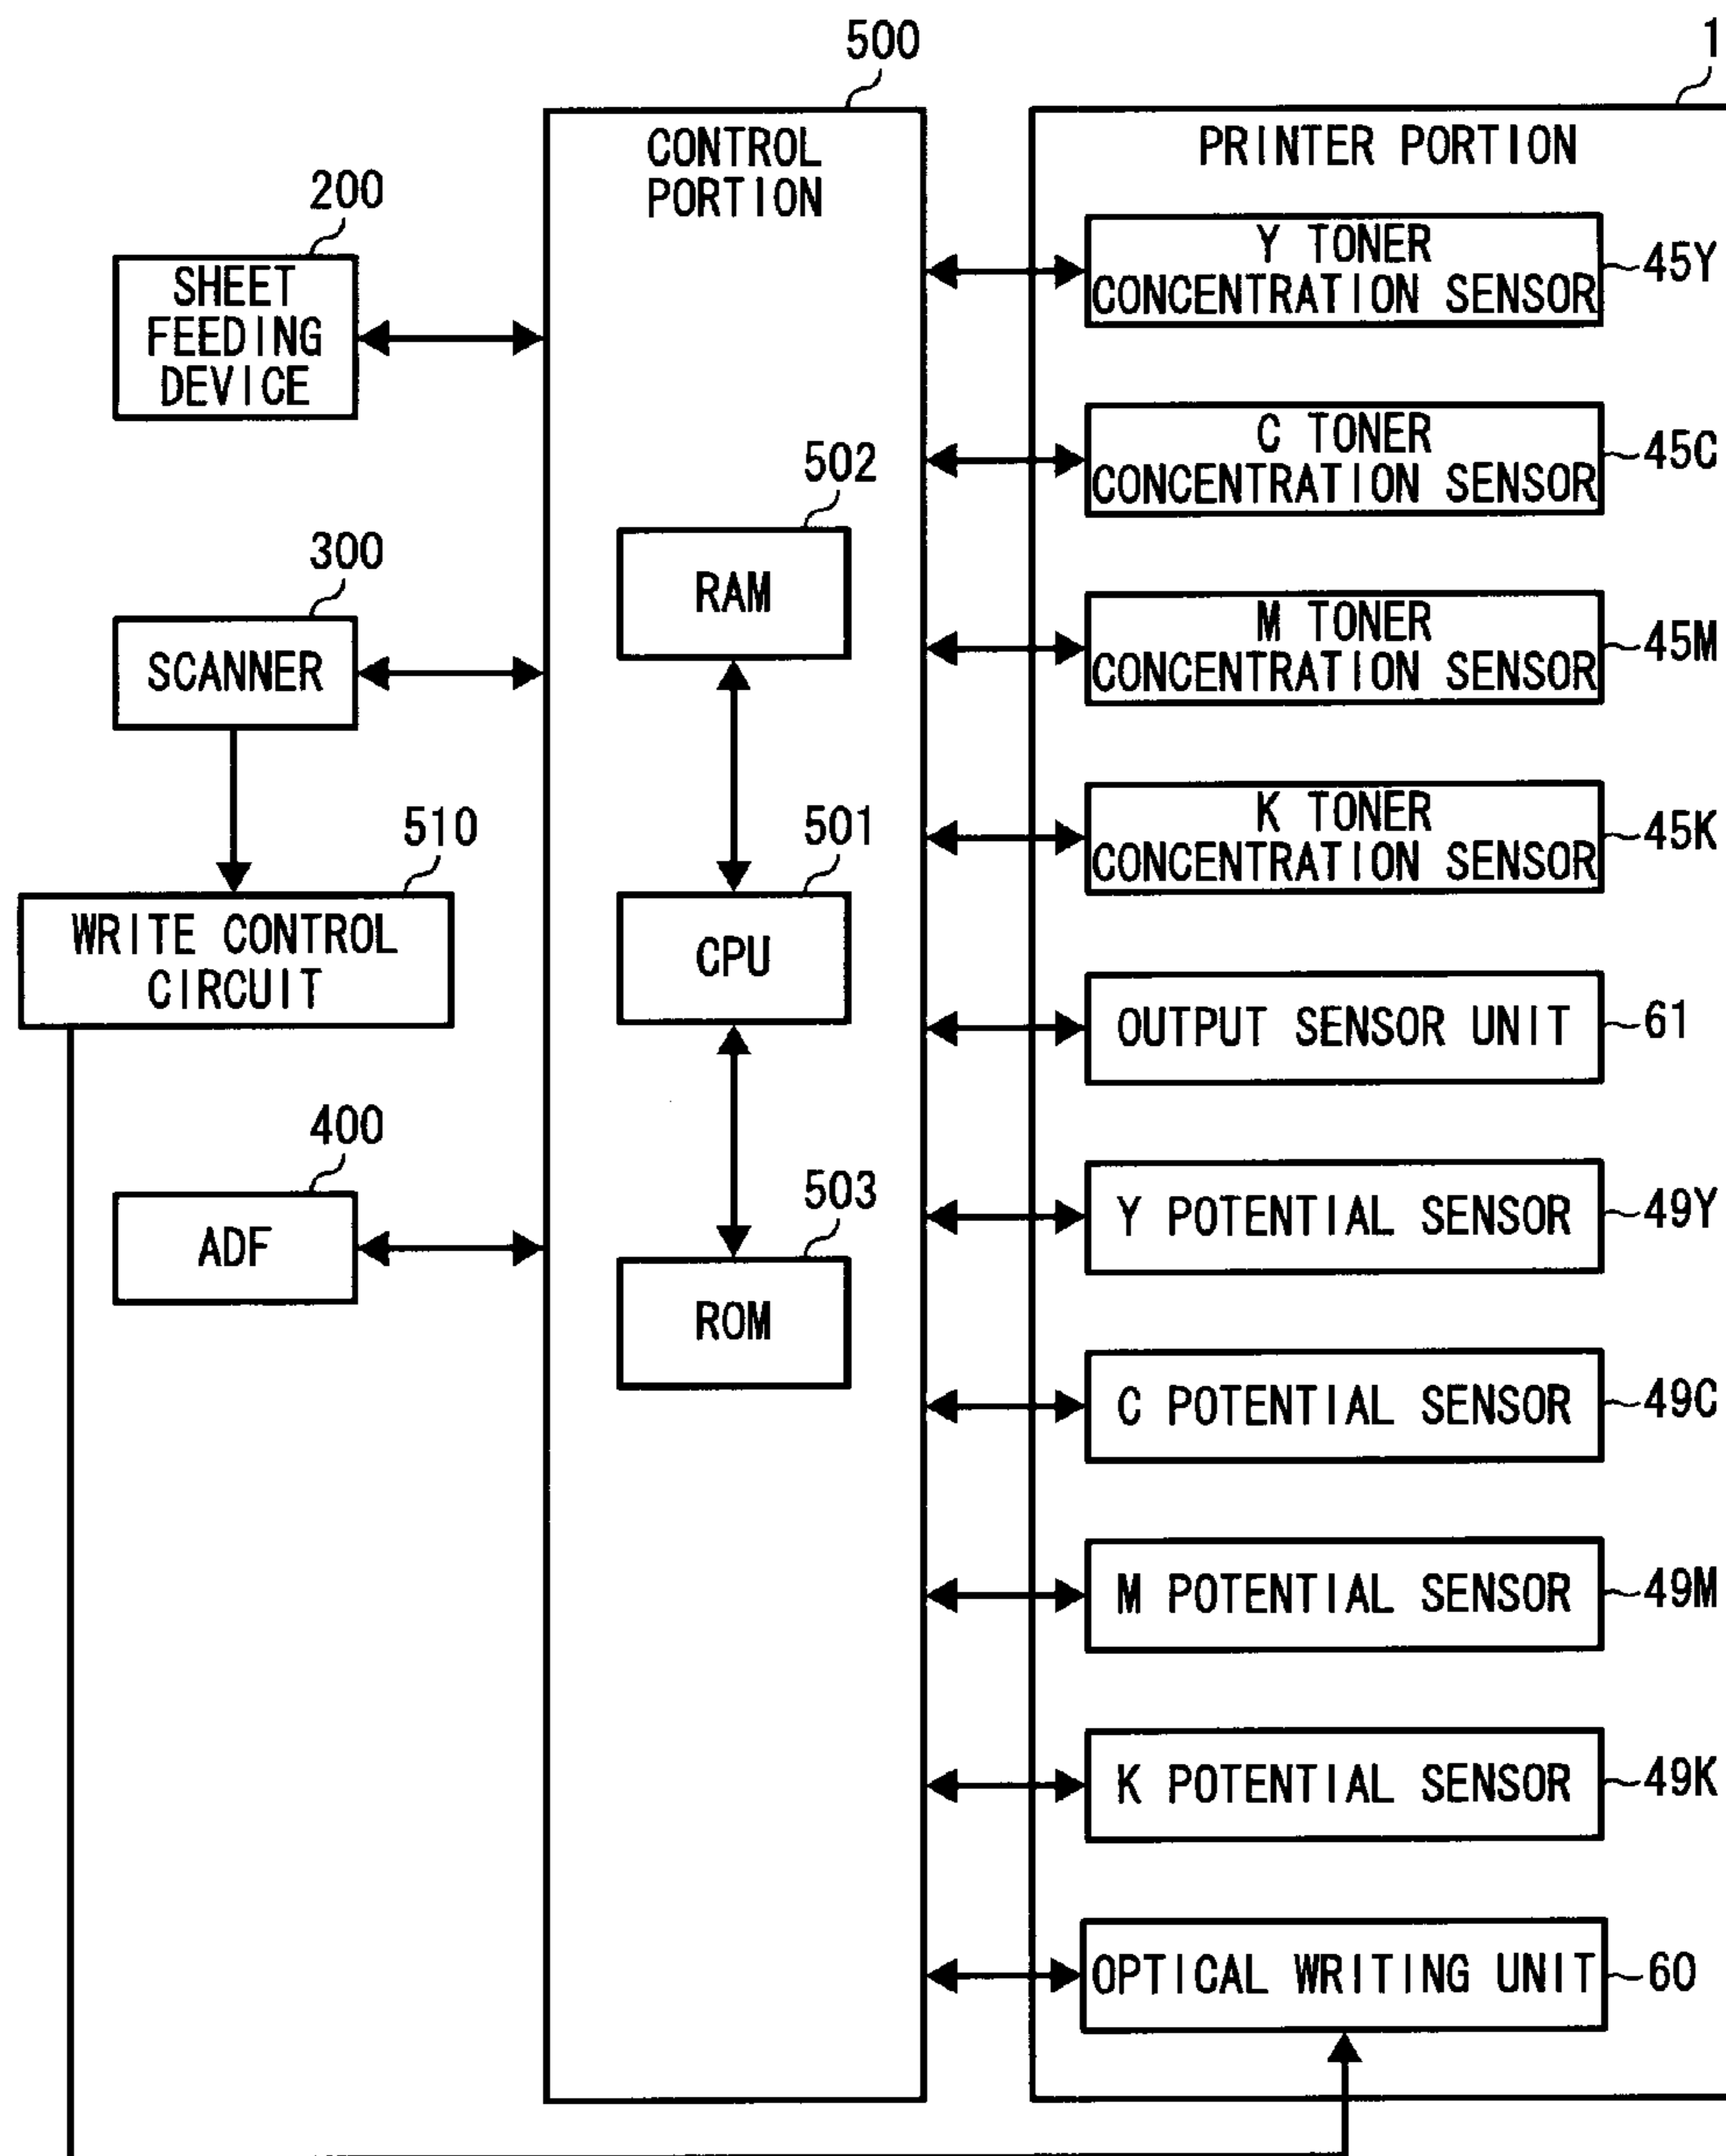 500
1
CONTROL
PORTION
PRINTER PORTION
200
SHEET
FEEDING
DEVICE
Y TONER
CONCENTRATION SENSOR
45Y
C TONER
CONCENTRATION SENSOR
45C
502
RAM
300
SCANNER
M TONER
CONCENTRATION SENSOR
45M
510
WRITE CONTROL
CIRCUIT
501
CPU
K TONER
CONCENTRATION SENSOR
45K
OUTPUT SENSOR UNIT
61
400
ADF
503
ROM
Y POTENTIAL SENSOR
49Y
C POTENTIAL SENSOR
49C
M POTENTIAL SENSOR
49M
K POTENTIAL SENSOR
49K
OPTICAL WRITING UNIT
60